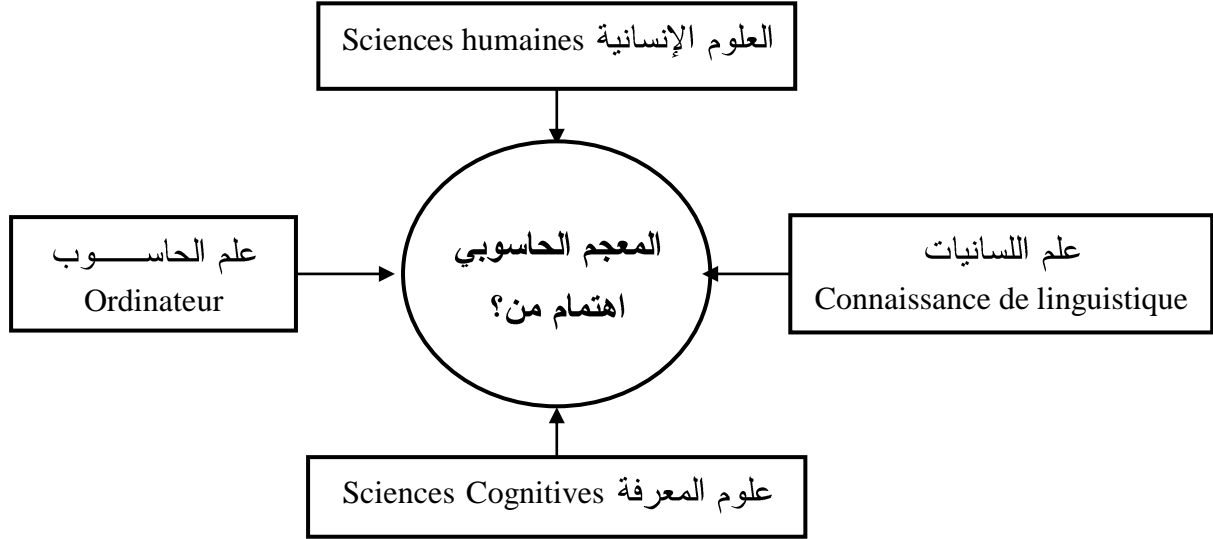 العلوم الإنسانية Sciences humaines
المعجم الحاسوبي
اهتمام من؟
علم اللسانيات
Connaissance de linguistique
علم الحاســـــوب
Ordinateur
علوم المعرفة Sciences Cognitives